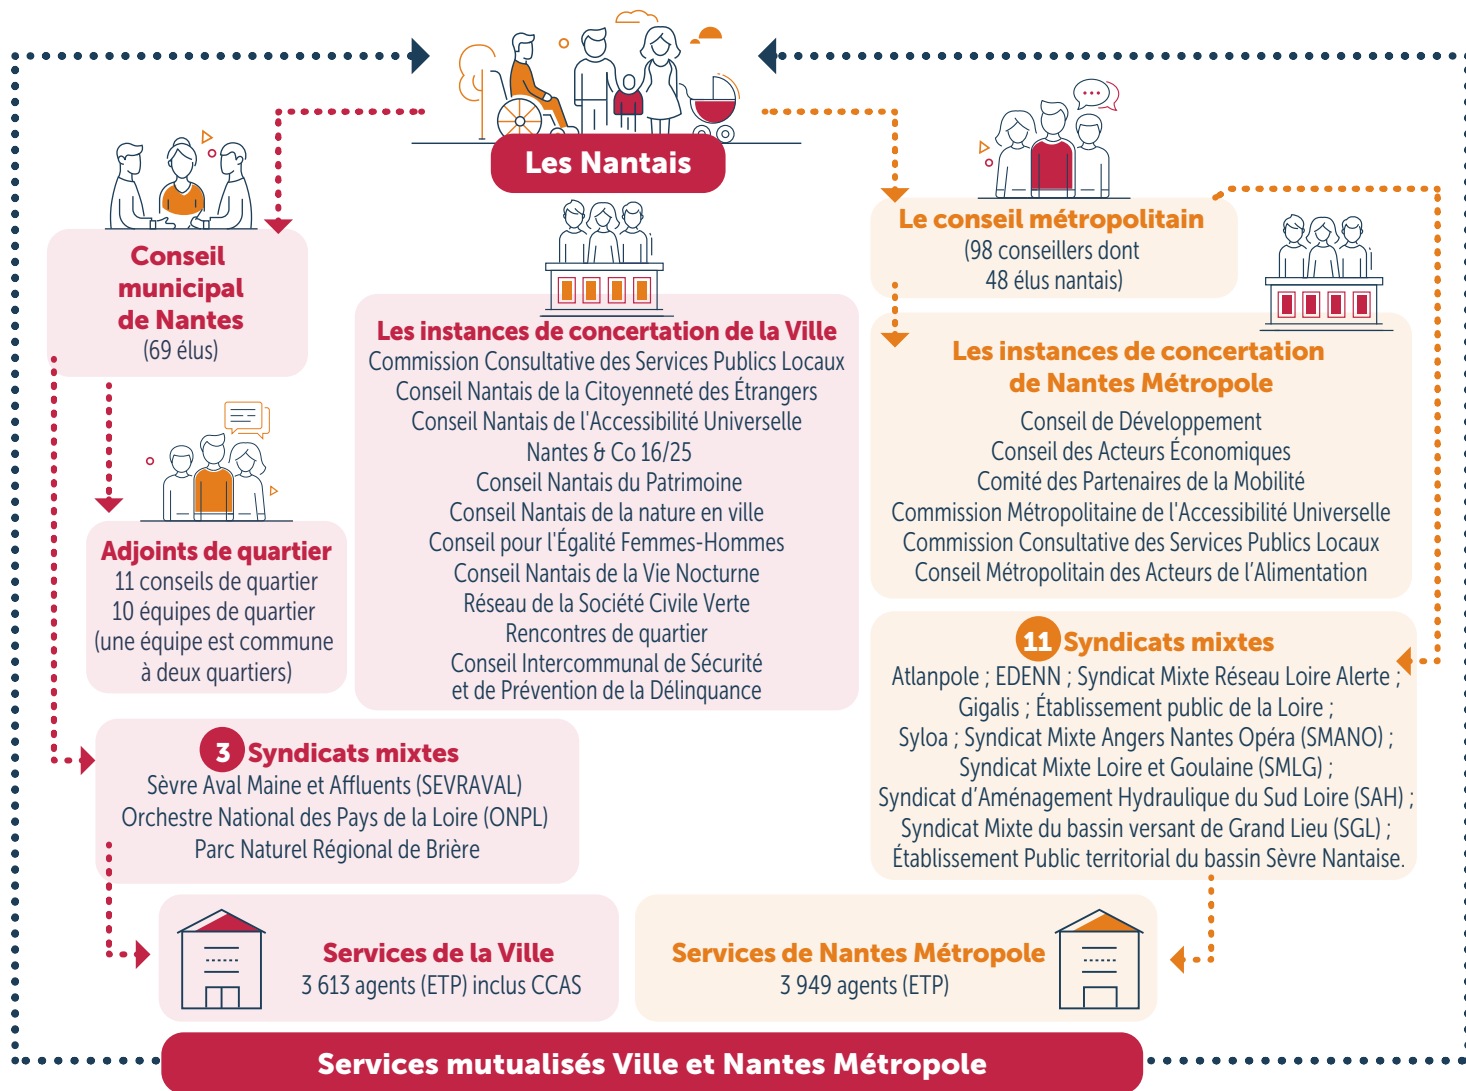 Les Nantais
Conseil
municipal
de Nantes
(69 élus)
Adjoints de quartier
11 conseils de quartier
10 équipes de quartier
(une équipe est commune
à deux quartiers)
Les instances de concertation de la Ville
Commission Consultative des Services Publics Locaux
Conseil Nantais de la Citoyenneté des Étrangers
Conseil Nantais de l'Accessibilité Universelle
Nantes & Co 16/25
Conseil Nantais du Patrimoine
Conseil Nantais de la nature en ville
Conseil pour l'Égalité Femmes-Hommes
Conseil Nantais de la Vie Nocturne
Réseau de la Société Civile Verte
Rencontres de quartier
Conseil Intercommunal de Sécurité
et de Prévention de la Délinquance
Le conseil métropolitain
(98 conseillers dont
48 élus nantais)
Les instances de concertation
de Nantes Métropole
Conseil de Développement
Conseil des Acteurs Économiques
Comité des Partenaires de la Mobilité
Commission Métropolitaine de l'Accessibilité Universelle
Commission Consultative des Services Publics Locaux
Conseil Métropolitain des Acteurs de l’Alimentation
3 Syndicats mixtes
Sèvre Aval Maine et Affluents (SEVRAVAL)
Orchestre National des Pays de la Loire (ONPL)
Parc Naturel Régional de Brière
11 Syndicats mixtes
Atlanpole ; EDENN ; Syndicat Mixte Réseau Loire Alerte ;
Gigalis ; Établissement public de la Loire ;
Syloa ; Syndicat Mixte Angers Nantes Opéra (SMANO) ;
Syndicat Mixte Loire et Goulaine (SMLG) ;
Syndicat d’Aménagement Hydraulique du Sud Loire (SAH) ;
Syndicat Mixte du bassin versant de Grand Lieu (SGL) ;
Établissement Public territorial du bassin Sèvre Nantaise.
Services de la Ville
3 613 agents (ETP) inclus CCAS
Services de Nantes Métropole
3 949 agents (ETP)
Services mutualisés Ville et Nantes Métropole